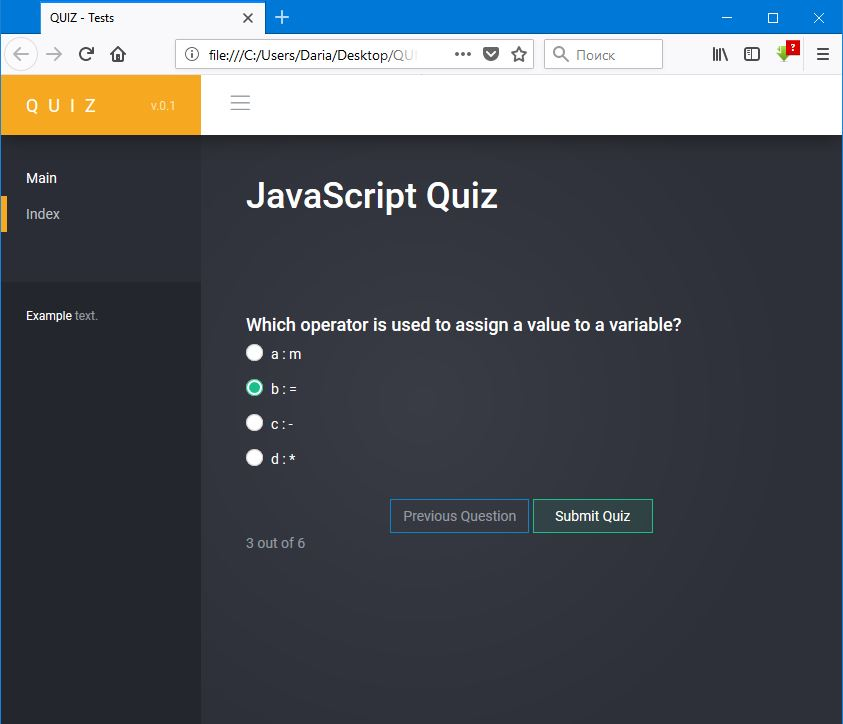 QUIZ - Tests
file:///C:/Users/Daria/Desktop/QUI
Поиск
?
QUIZ v.0.1
Main
Index
Example text.
JavaScript Quiz
Which operator is used to assign a value to a variable?
a : m
b : =
c : -
d : *
Previous Question Submit Quiz
3 out of 6